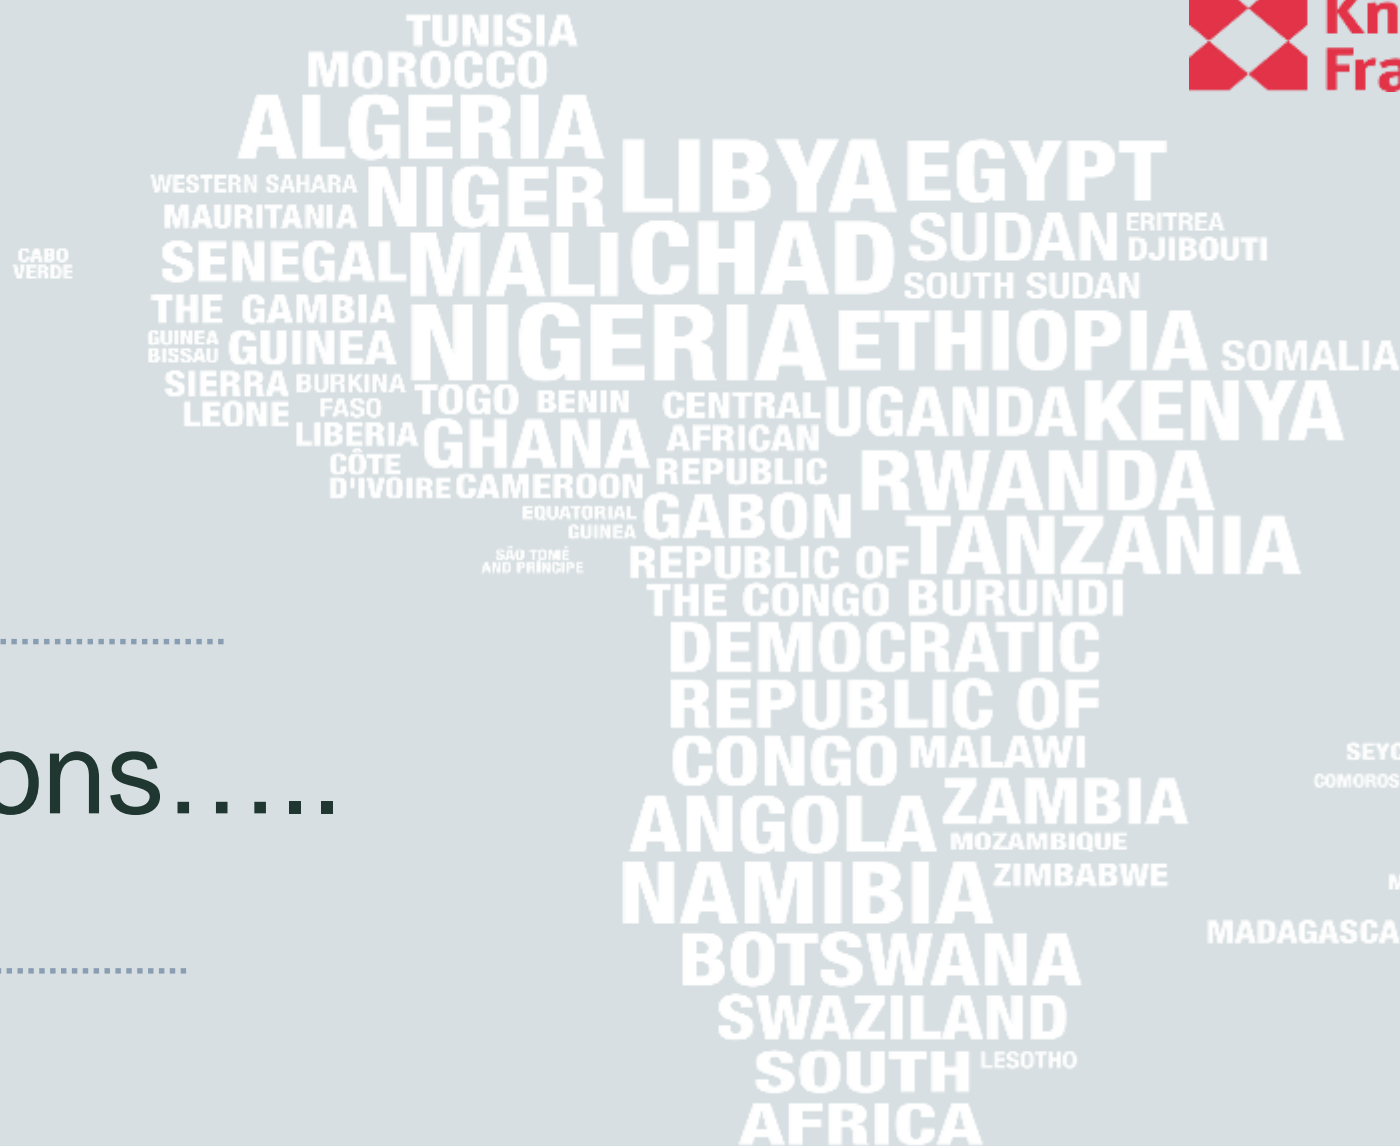 Kn
Fra
TUNISIA
MOROCCO
ALGERIA
LIBYA EGYPT
WESTERN SAHARA NIGER
MAURITANIA
SUDAN ERITREA
DJIBOUTI
CABO
VERDE
SENEGAL MALI CHAD
SOUTH SUDAN
THE GAMBIA
NIGERIA ETHIOPIA SOMALIA
GUINEA
BISSAU GUINEA
SIERRA
LEONE
BURKINA
FASO
TOGO BENIN
CENTRAL
AFRICAN
REPUBLIC
UGANDA KENYA
LIBERIA GHANA
CÔTE
D'IVOIRE CAMEROON
RWANDA
EQUATORIAL
GUINEA
GABON
TANZANIA
SÃO TOMÉ
AND PRÍNCIPE
REPUBLIC OF
THE CONGO BURUNDI
DEMOCRATIC
REPUBLIC OF
CONGO MALAWI
SEYC
COMOROS
ons.....
ZAMBIA
ANGOLA MOZAMBIQUE
NAMIBIA ZIMBABWE
M
MADAGASCA
BOTSWANA
SWAZILAND
SOUTH LESOTHO
AFRICA